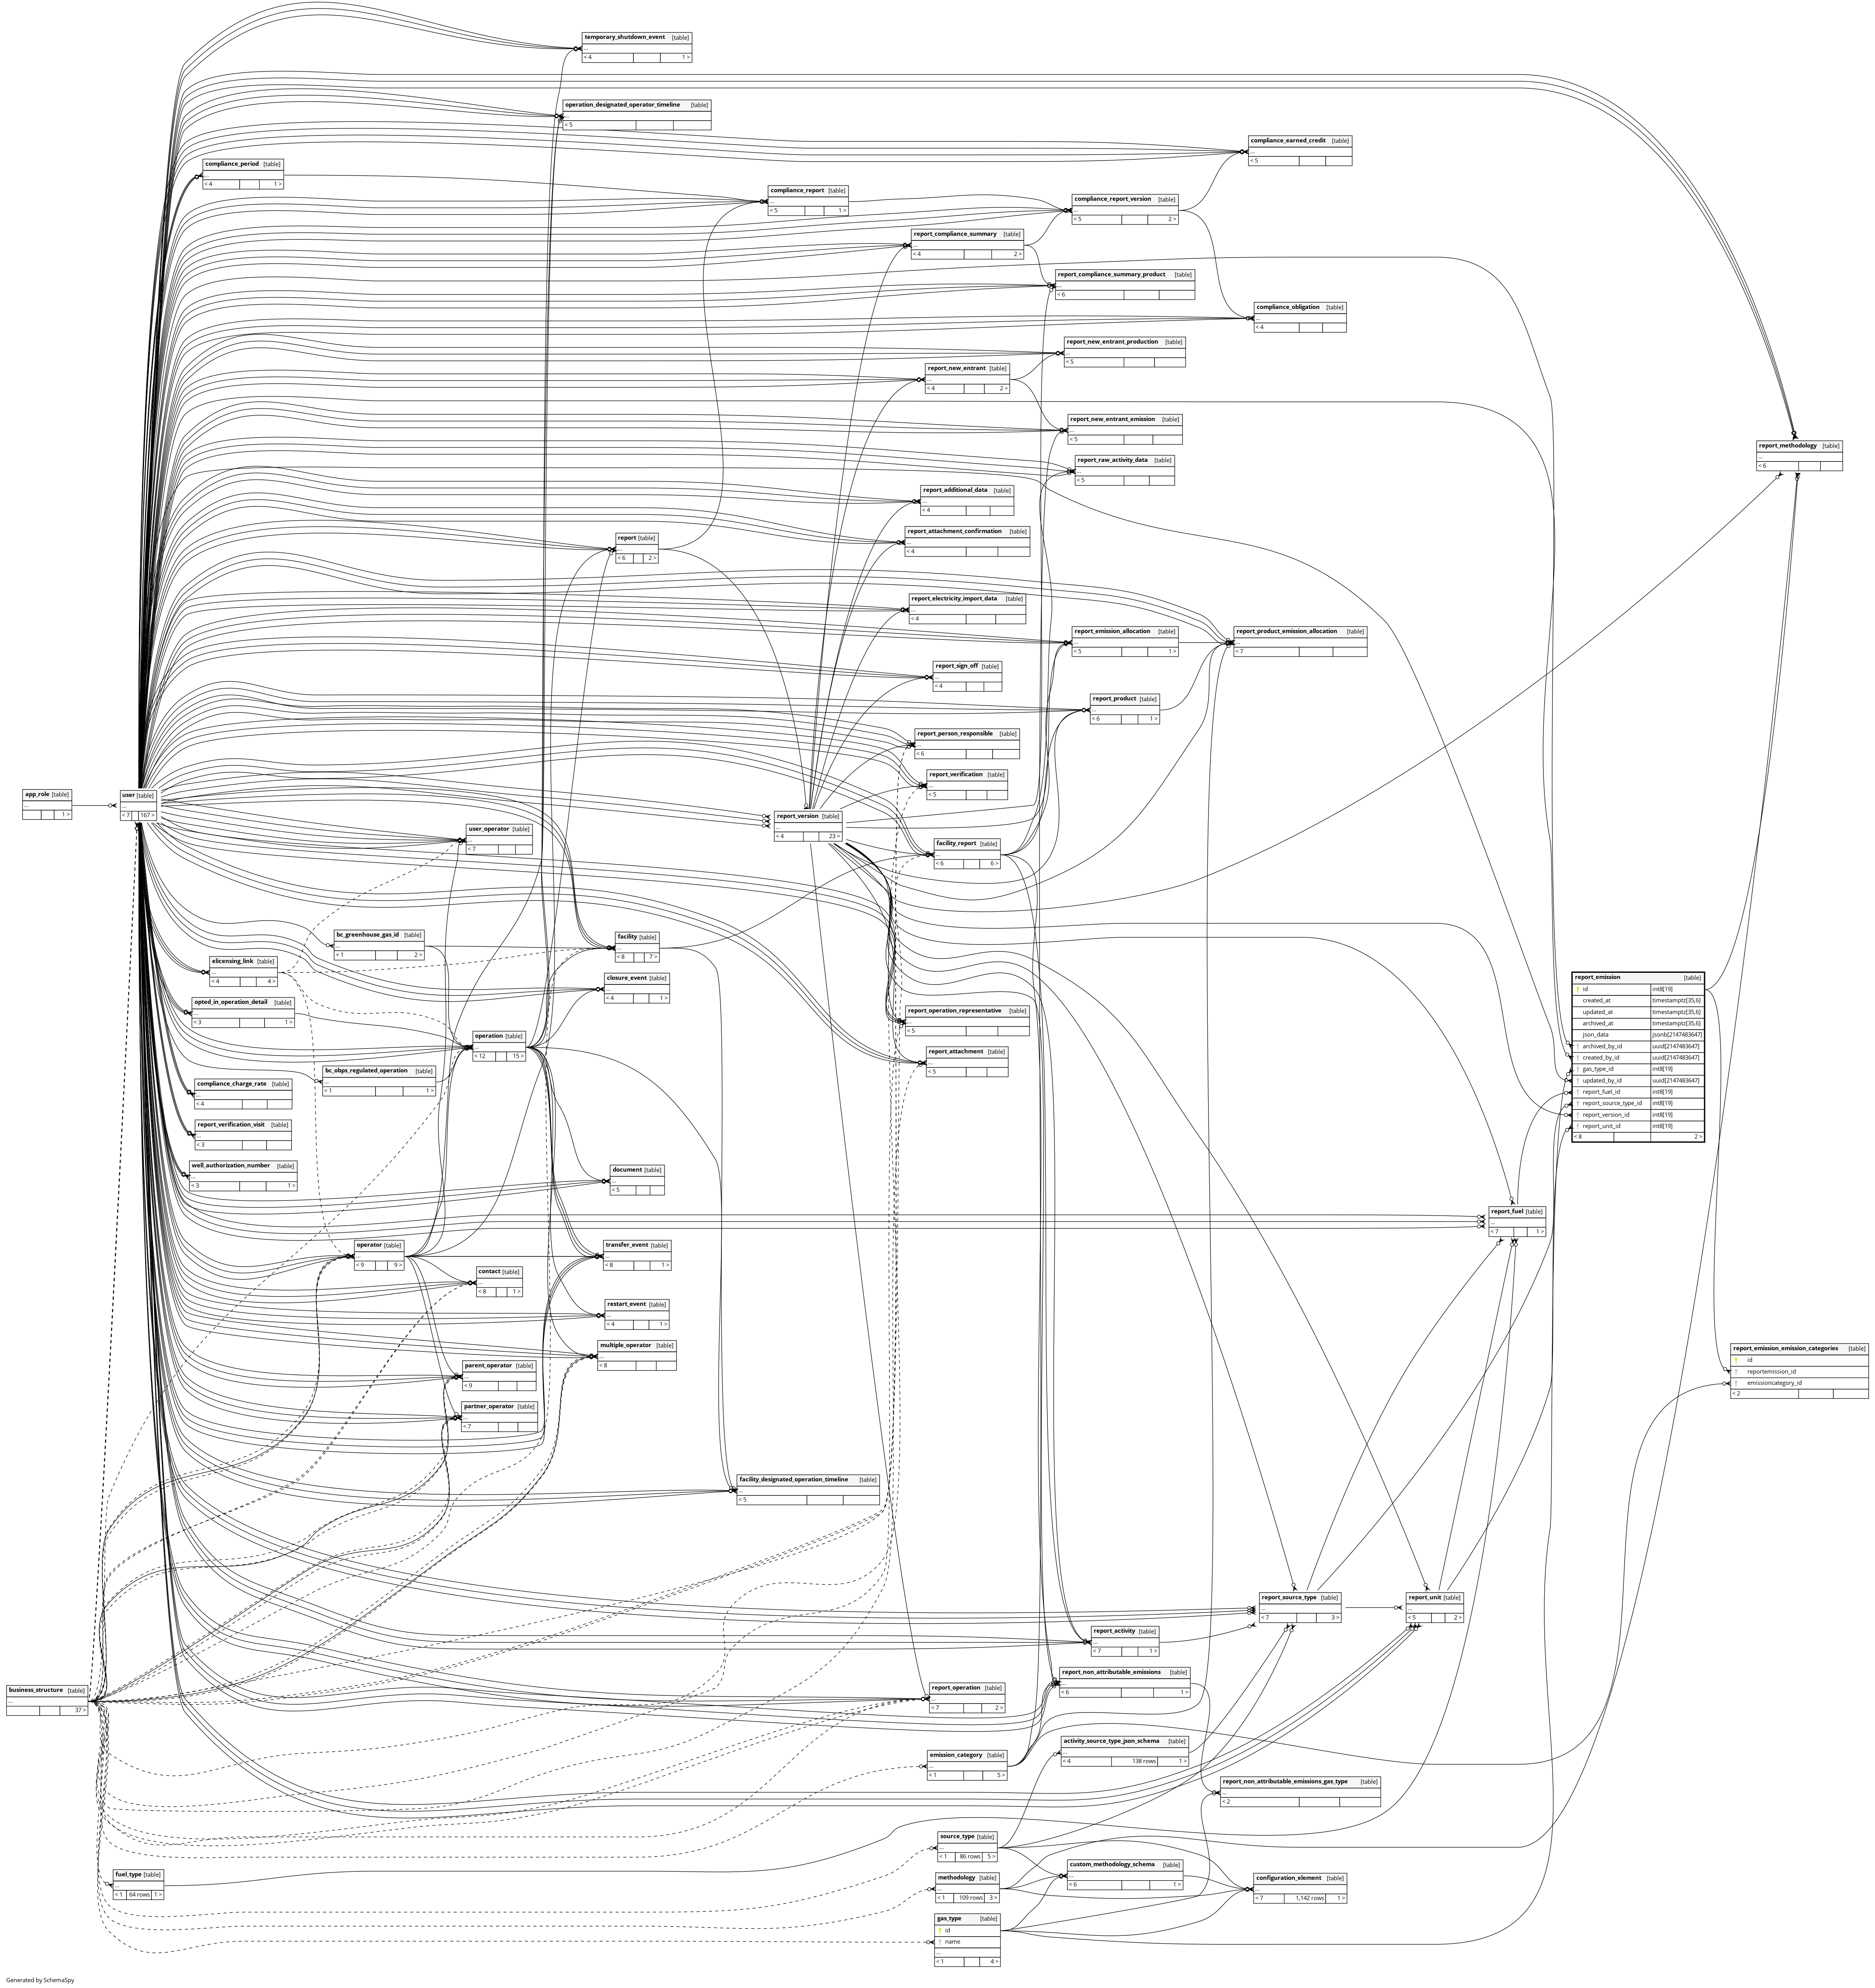 temporary_shutdown_event [table]
...
< 4 1 >
operation_designated_operator_timeline [table]
...
< 5
compliance_earned_credit [table]
...
< 5
compliance_period [table]
...
< 4 1 >
compliance_report [table]
...
< 5 1 >
compliance_report_version [table]
...
< 5 2 >
report_compliance_summary [table]
...
< 4 2 >
report_compliance_summary_product [table]
...
< 6
compliance_obligation [table]
...
< 4
report_new_entrant_production [table]
...
< 5
report_new_entrant [table]
...
< 4 2 >
report_new_entrant_emission [table]
...
< 5
report_methodology [table]
...
< 6
report_raw_activity_data [table]
...
< 5
report_additional_data [table]
...
< 4
report_attachment_confirmation [table]
...
< 4
report [table]
...
< 6 2 >
report_electricity_import_data [table]
...
< 4
report_emission_allocation [table]
...
< 5 1 >
report_product_emission_allocation [table]
...
< 7
report_sign_off [table]
...
< 4
report_product [table]
...
< 6 1 >
report_person_responsible [table]
...
< 6
report_verification [table]
...
< 5
app_role [table]
...
1 >
user [table]
...
< 7 167 >
report_version [table]
...
< 4 23 >
user_operator [table]
...
< 7
facility_report [table]
...
< 6 6 >
bc_greenhouse_gas_id [table]
...
< 1 2 >
facility [table]
...
< 8 7 >
elicensing_link [table]
...
< 4 4 >
closure_event [table]
...
< 4 1 >
report_emission [table]
id int8[19]
created_at timestamptz[35,6]
updated_at timestamptz[35,6]
archived_at timestamptz[35,6]
json_data jsonb[2147483647]
archived_by_id uuid[2147483647]
created_by_id uuid[2147483647]
gas_type_id int8[19]
updated_by_id uuid[2147483647]
report_fuel_id int8[19]
report_source_type_id int8[19]
report_version_id int8[19]
report_unit_id int8[19]
< 8 2 >
opted_in_operation_detail [table]
...
< 3 1 >
report_operation_representative [table]
...
< 5
operation [table]
...
< 12 15 >
report_attachment [table]
...
< 5
bc_obps_regulated_operation [table]
...
< 1 1 >
compliance_charge_rate [table]
...
< 4
report_verification_visit [table]
...
< 3
well_authorization_number [table]
...
< 3 1 >
document [table]
...
< 5
report_fuel [table]
...
< 7 1 >
operator [table]
...
< 9 9 >
transfer_event [table]
...
< 8 1 >
contact [table]
...
< 8 1 >
restart_event [table]
...
< 4 1 >
multiple_operator [table]
...
< 8
report_emission_emission_categories [table]
id
reportemission_id
emissioncategory_id
< 2
parent_operator [table]
...
< 9
partner_operator [table]
...
< 7
facility_designated_operation_timeline [table]
...
< 5
report_source_type [table]
...
< 7 3 >
report_unit [table]
...
< 5 2 >
report_activity [table]
...
< 7 1 >
report_non_attributable_emissions [table]
...
< 6 1 >
business_structure [table]
...
37 >
report_operation [table]
...
< 7 2 >
activity_source_type_json_schema [table]
...
< 4 138 rows 1 >
emission_category [table]
...
< 1 5 >
report_non_attributable_emissions_gas_type [table]
...
< 2
source_type [table]
...
< 1 86 rows 5 >
custom_methodology_schema [table]
...
< 6 1 >
fuel_type [table]
...
< 1 64 rows 1 >
methodology [table]
...
< 1 109 rows 3 >
configuration_element [table]
...
< 7 1,142 rows 1 >
gas_type [table]
id
name
...
< 1 4 >
Generated by SchemaSpy